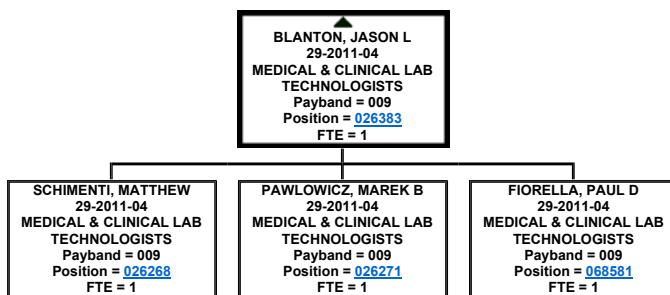 BLANTON, JASON L
29-2011-04
MEDICAL & CLINICAL LAB
TECHNOLOGISTS
Payband = 009
Position = 026383
FTE = 1
SCHIMENTI, MATTHEW
29-2011-04
MEDICAL & CLINICAL LAB
TECHNOLOGISTS
Payband = 009
Position = 026268
FTE = 1
PAWLOWICZ, MAREK B
29-2011-04
MEDICAL & CLINICAL LAB
TECHNOLOGISTS
Payband = 009
Position = 026271
FTE = 1
FIORELLA, PAUL D
29-2011-04
MEDICAL & CLINICAL LAB
TECHNOLOGISTS
Payband = 009
Position = 068581
FTE = 1